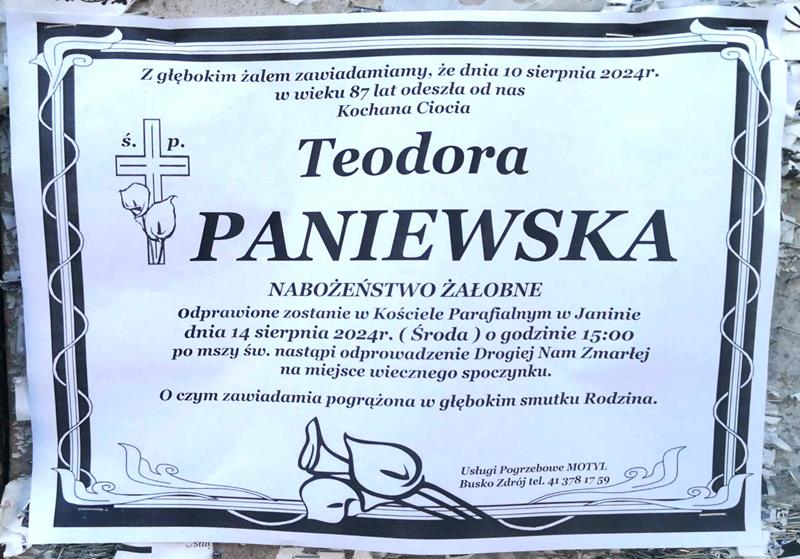 Z głębokim żalem zawiadamiamy, że dnia 10 sierpnia 2024r.
w wieku 87 lat odeszła od nas
Kochana Ciocia
ś. p.
Teodora
PANIEWSKA
NABOŻEŃSTWO ŻAŁOBNE
Odprawione zostanie w Kościele Parafialnym w Janinie
dnia 14 sierpnia 2024r. ( Środa ) o godzinie 15:00
po mszy św. nastąpi odprowadzenie Drogiej Nam Zmarłej
na miejsce wiecznego spoczynku.
O czym zawiadamia pogrążona w głębokim smutku Rodzina.
Usługi Pogrzebowe MOTYL
Busko Zdrój tel. 41 378 17 59